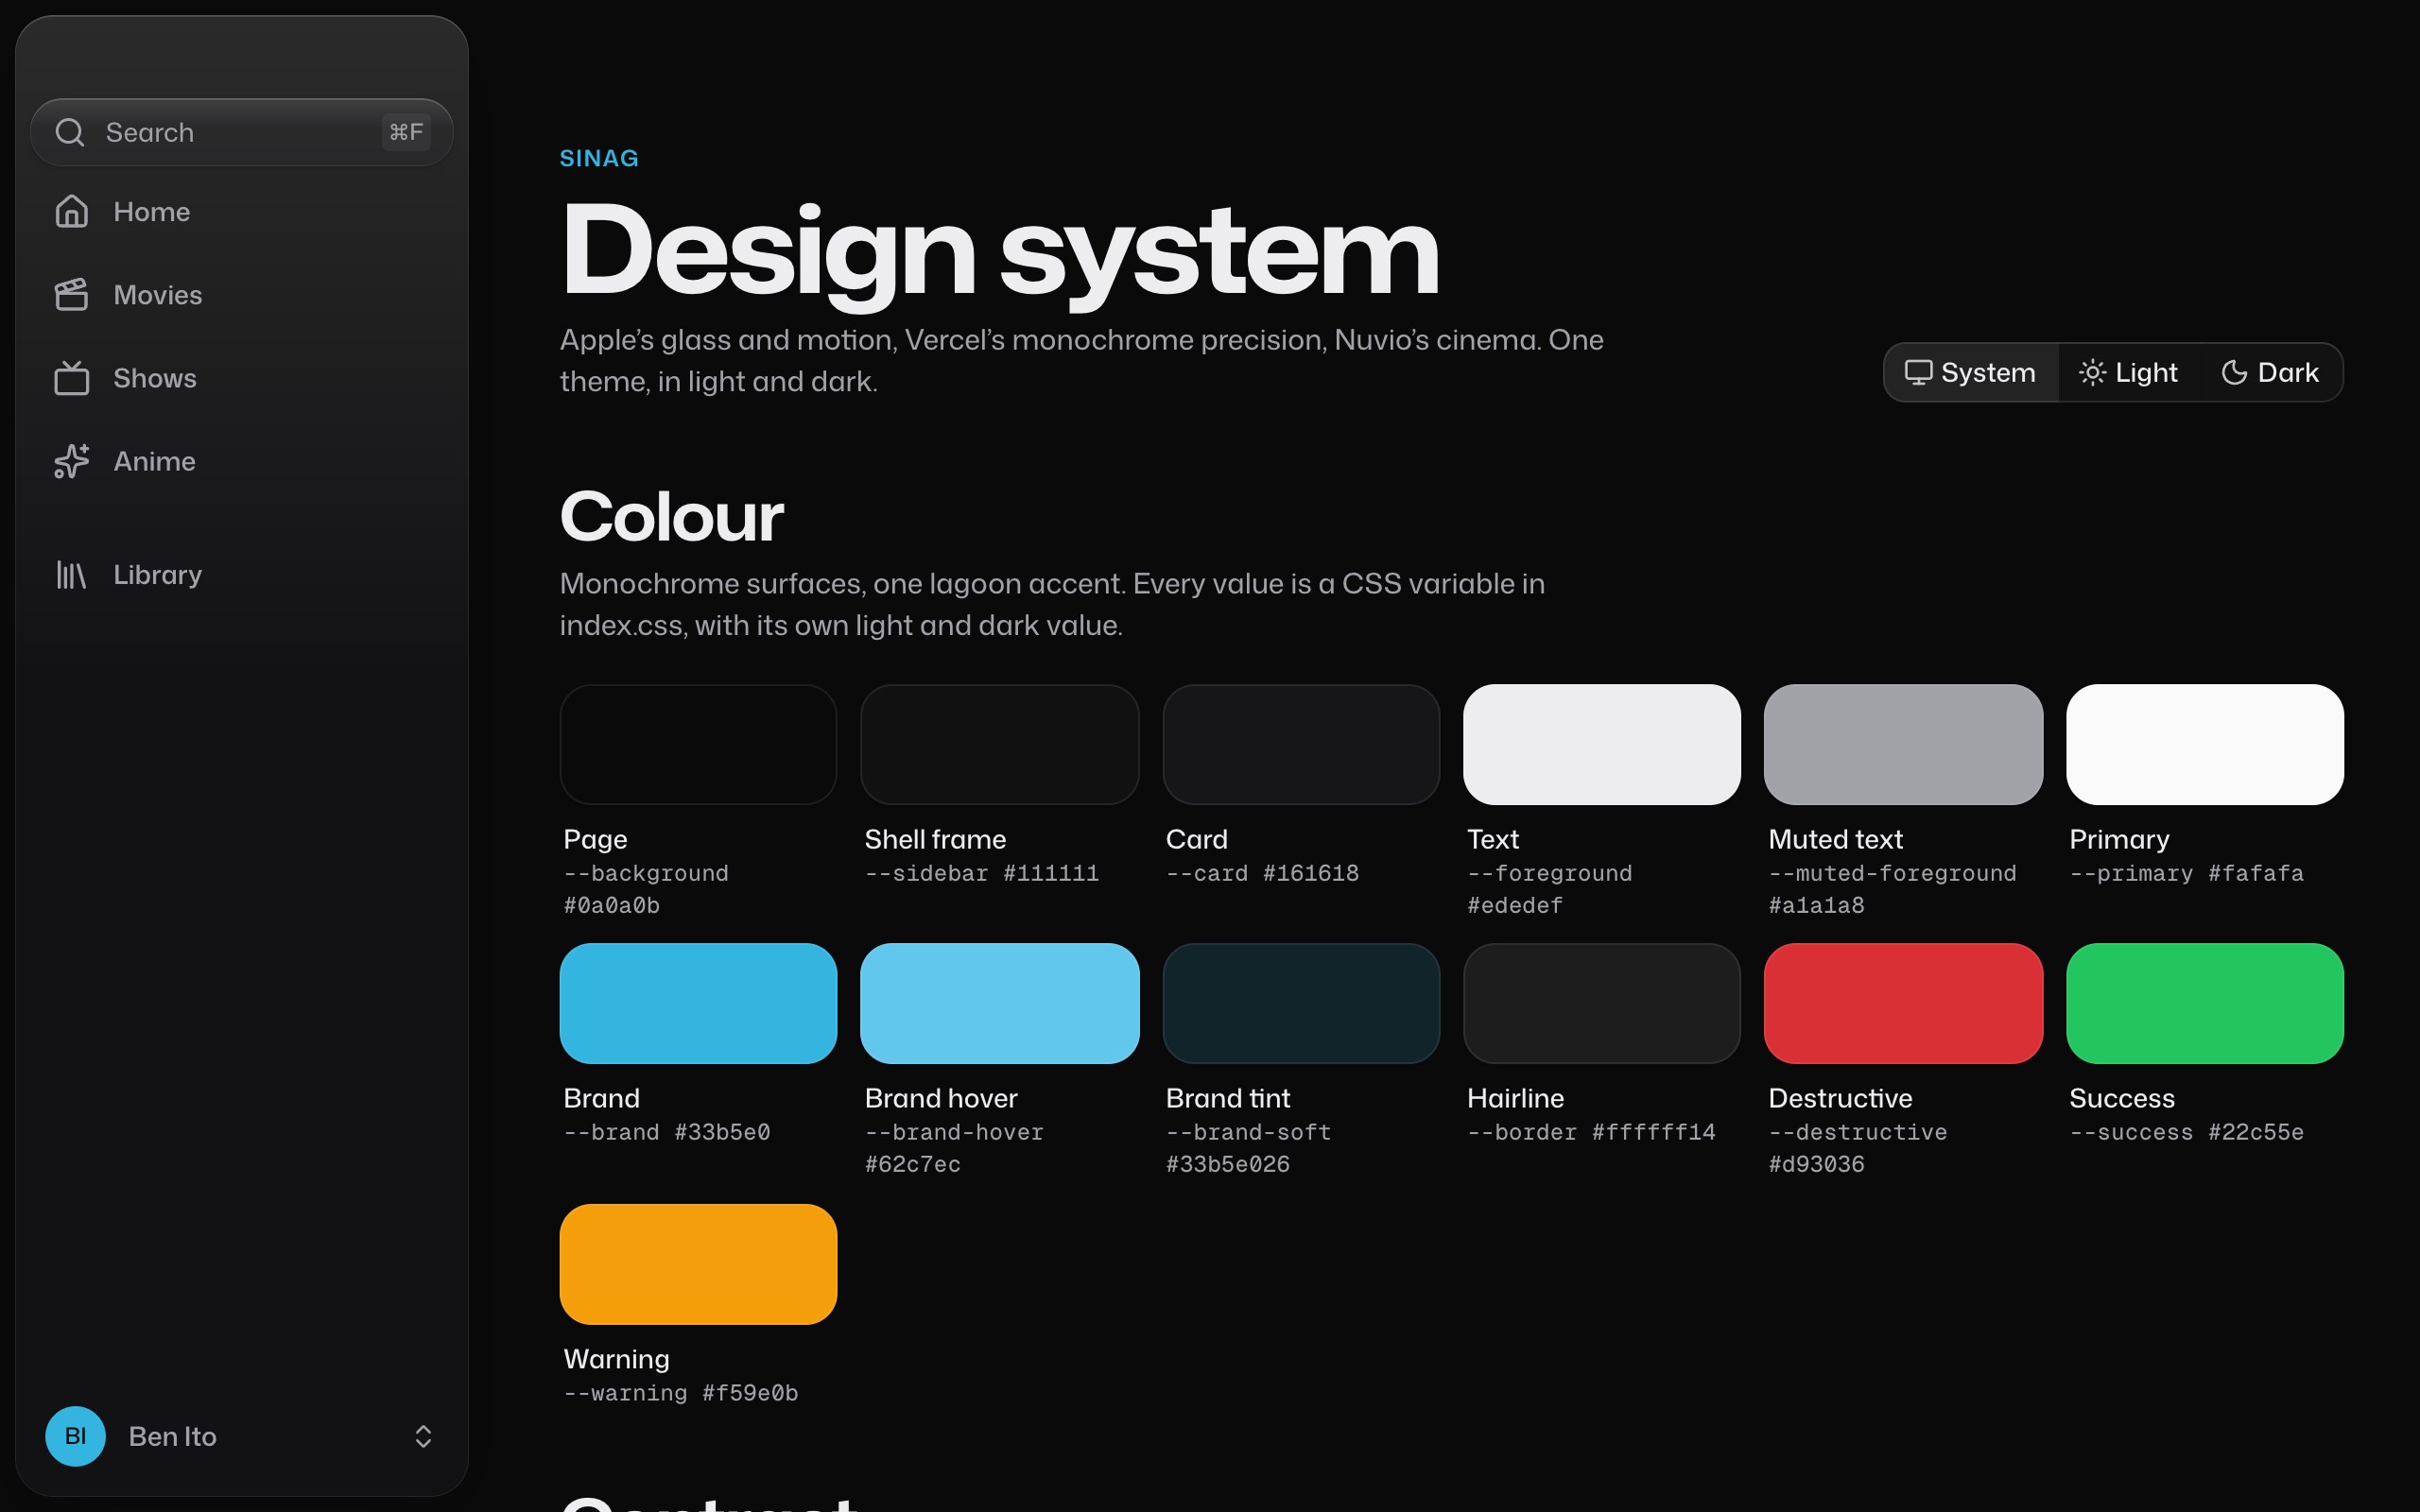 Search ⌘F
Home
Movies
Shows
Anime
Library
BI Ben Ito
SINAG
Design system
Apple’s glass and motion, Vercel’s monochrome precision, Nuvio’s cinema. One
theme, in light and dark.
System Light Dark
Colour
Monochrome surfaces, one lagoon accent. Every value is a CSS variable in
index.css, with its own light and dark value.
Page
--background
#0a0a0b
Shell frame
--sidebar #111111
Card
--card #161618
Text
--foreground
#ededef
Muted text
--muted-foreground
#a1a1a8
Primary
--primary #fafafa
Brand
--brand #33b5e0
Brand hover
--brand-hover
#62c7ec
Brand tint
--brand-soft
#33b5e026
Hairline
--border #ffffff14
Destructive
--destructive
#d93036
Success
--success #22c55e
Warning
--warning #f59e0b